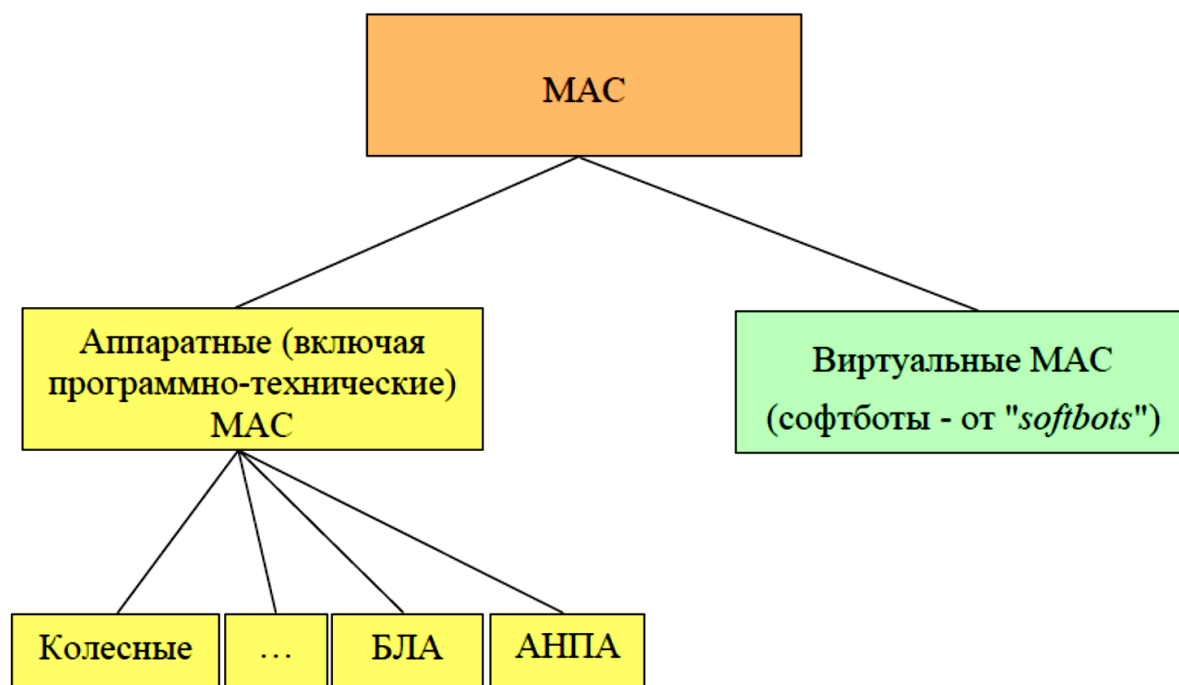 МАС
Аппаратные (включая
программно-технические)
МАС
Виртуальные МАС
(софтботы - от "softbots")
Колесные
...
БЛА
АНПА